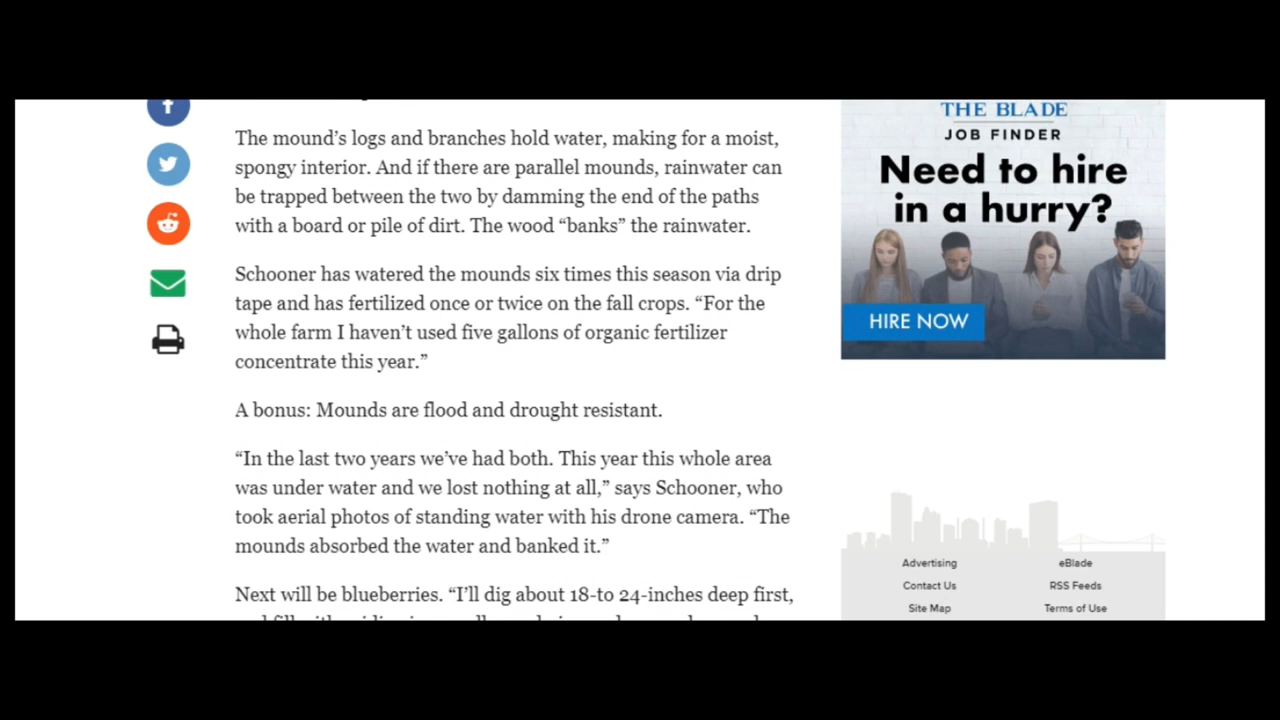 The mound's logs and branches hold water, making for a moist,
spongy interior. And if there are parallel mounds, rainwater can
be trapped between the two by damming the end of the paths
with a board or pile of dirt. The wood “banks” the rainwater.
Schooner has watered the mounds six times this season via drip
tape and has fertilized once or twice on the fall crops. “For the
whole farm I haven’t used five gallons of organic fertilizer
concentrate this year.”
A bonus: Mounds are flood and drought resistant.
“In the last two years we’ve had both. This year this whole area
was under water and we lost nothing at all,” says Schooner, who
took aerial photos of standing water with his drone camera. “The
mounds absorbed the water and banked it.”
Next will be blueberries. “I’ll dig about 18-to 24-inches deep first,
THE BLADE
JOB FINDER
Need to hire
in a hurry?
HIRE NOW
Advertising
eBlade
Contact Us
RSS Feeds
Site Map
Terms of Use